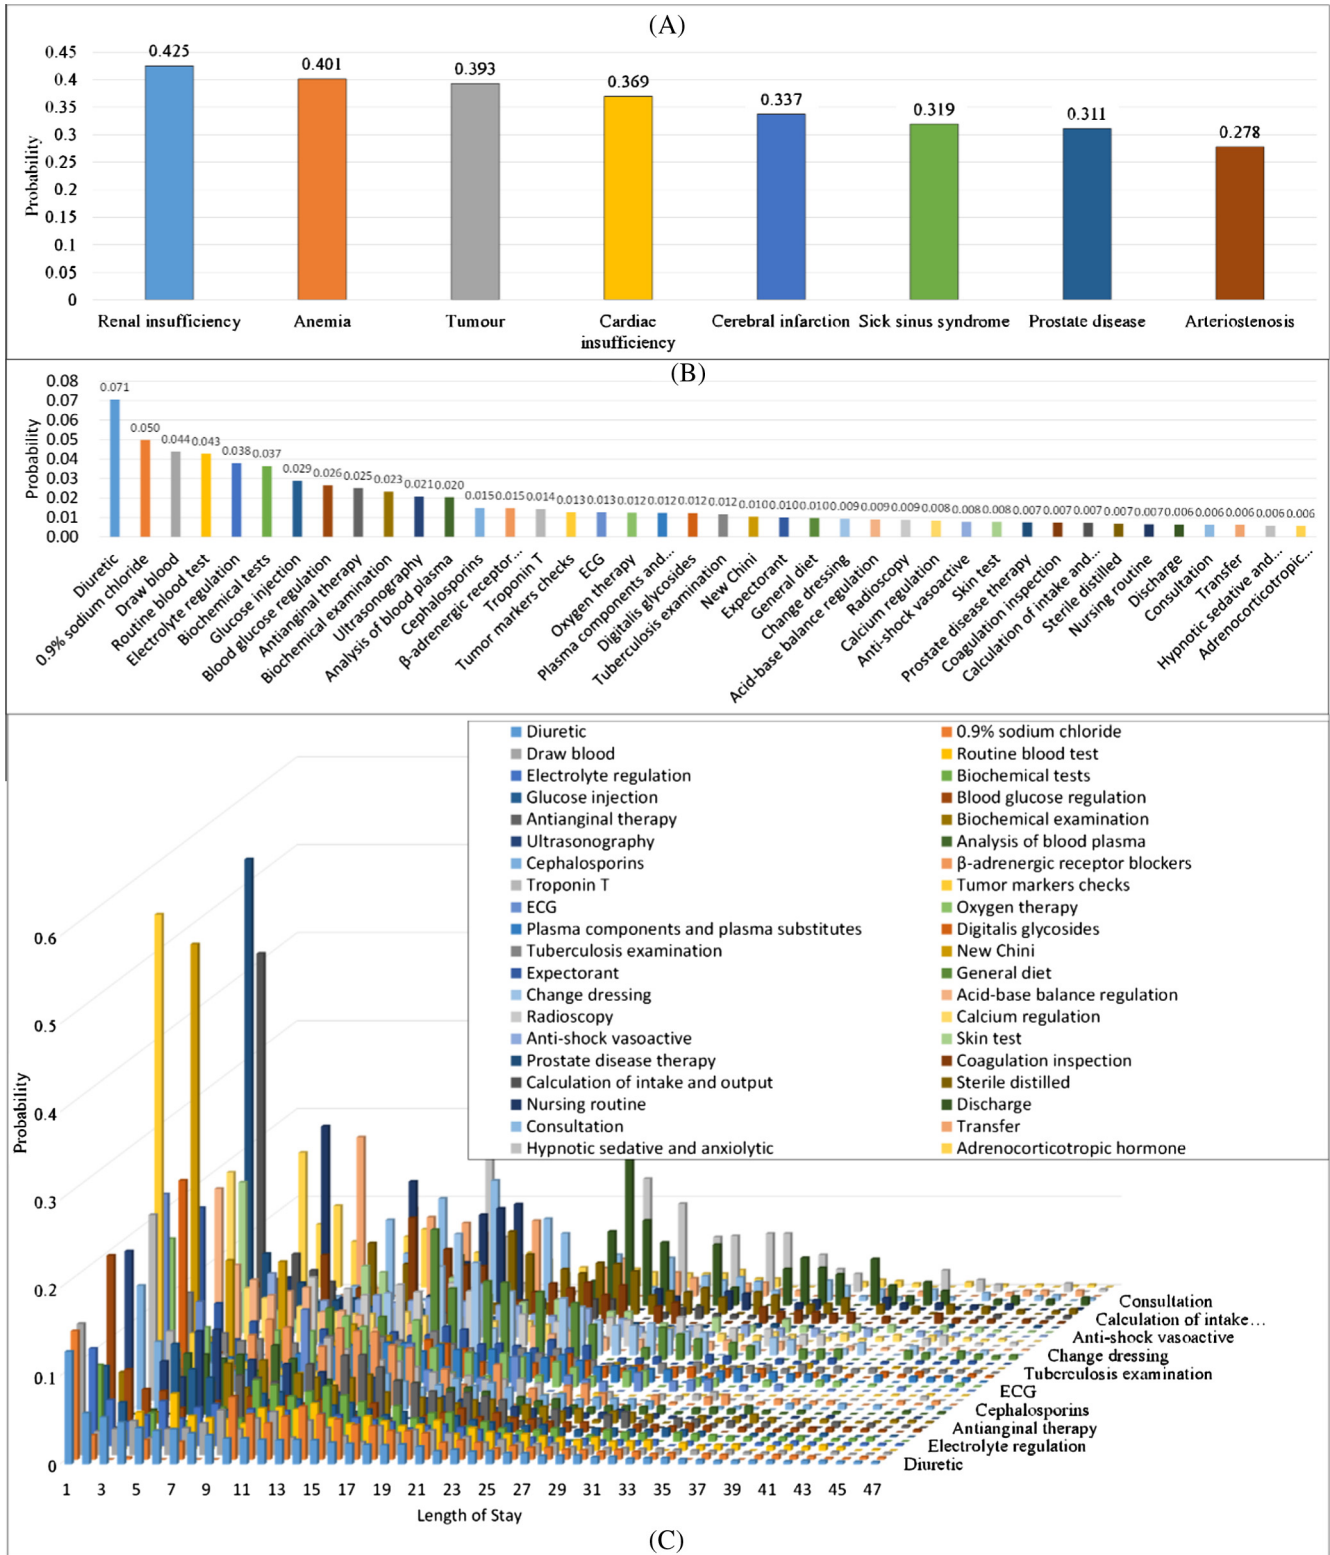 (A)
Probability
0.45
0.4
0.35
0.3
0.25
0.2
0.15
0.1
0.05
0
0.425
0.401
0.393
0.369
0.337
0.319
0.311
0.278
Renal insufficiency
Anemia
Tumour
Cardiac
insufficiency
Cerebral infarction
Sick sinus syndrome
Prostate disease
Arteriostenosis
(B)
Probability
0.08
0.07
0.06
0.05
0.04
0.03
0.02
0.01
0.00
0.071
0.050
0.044
0.043
0.038
0.037
0.029
0.026
0.025
0.023
0.021
0.020
0.015
0.015
0.014
0.013
0.013
0.012
0.012
0.012
0.012
0.010
0.010
0.010
0.009
0.009
0.009
0.008
0.008
0.008
0.007
0.007
0.007
0.007
0.007
0.006
0.006
0.006
0.006
0.006
Diuretic
0.9% sodium chloride
Draw blood
Routine blood test
Electrolyte regulation
Biochemical tests
Glucose injection
Blood glucose regulation
Antianginal therapy
Biochemical examination
Ultrasonography
Analysis of blood plasma
Cephalosporins
β-adrenergic receptor...
Troponin T
Tumor markers checks
ECG
Oxygen therapy
Plasma components and...
Digitalis glycosides
Tuberculosis examination
New Chini
Expectorant
General diet
Change dressing
Acid-base balance regulation
Radioscopy
Calcium regulation
Anti-shock vasoactive
Skin test
Prostate disease therapy
Coagulation inspection
Calculation of intake and...
Sterile distilled
Nursing routine
Discharge
Consultation
Transfer
Hypnotic sedative and...
Adrenocorticotropic...
Diuretic
0.9% sodium chloride
Draw blood
Routine blood test
Electrolyte regulation
Biochemical tests
Glucose injection
Blood glucose regulation
Antianginal therapy
Biochemical examination
Ultrasonography
Analysis of blood plasma
Cephalosporins
β-adrenergic receptor blockers
Troponin T
Tumor markers checks
ECG
Oxygen therapy
Plasma components and plasma substitutes
Digitalis glycosides
Tuberculosis examination
New Chini
Expectorant
General diet
Change dressing
Acid-base balance regulation
Radioscopy
Calcium regulation
Anti-shock vasoactive
Skin test
Prostate disease therapy
Coagulation inspection
Calculation of intake and output
Sterile distilled
Nursing routine
Discharge
Consultation
Transfer
Hypnotic sedative and anxiolytic
Adrenocorticotropic hormone
Probability
0.6
0.5
0.4
0.3
0.2
0.1
0
Consultation
Calculation of intake...
Anti-shock vasoactive
Change dressing
Tuberculosis examination
ECG
Cephalosporins
Antianginal therapy
Electrolyte regulation
Diuretic
1 3 5 7 9 11 13 15 17 19 21 23 25 27 29 31 33 35 37 39 41 43 45 47
Length of Stay
(C)